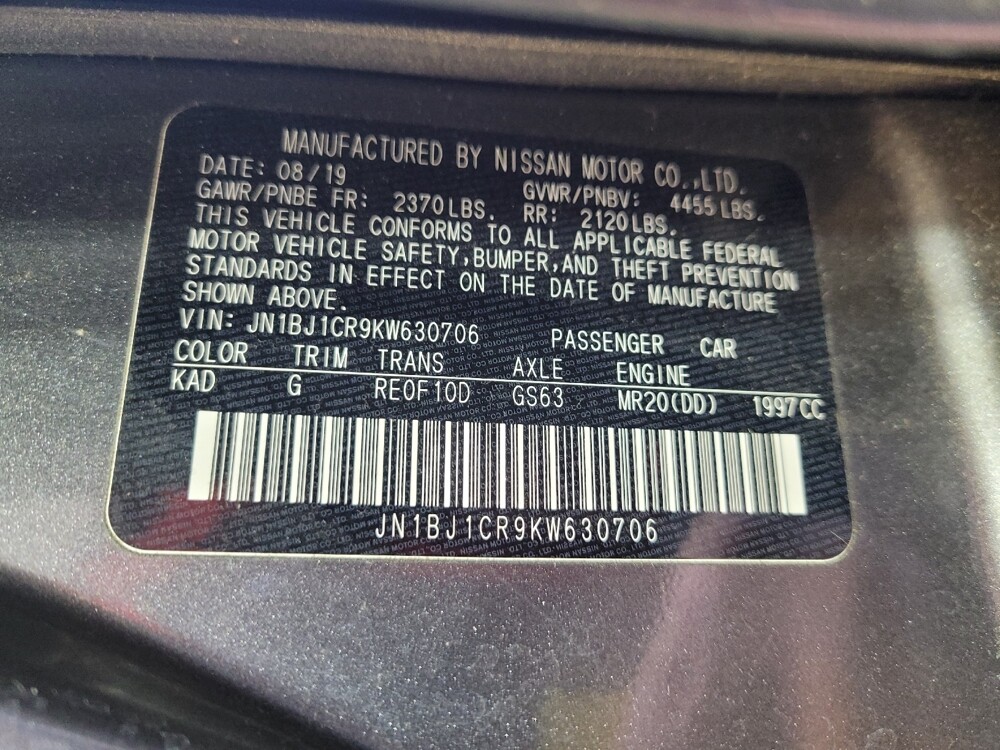 MANUFACTURED BY NISSAN MOTOR CO.,LTD.
DATE: 08/19 GVWR/PNBV: 4455 LBS.
GAWR/PNBE FR: 2370LBS. RR: 2120LBS.
THIS VEHICLE CONFORMS TO ALL APPLICABLE FEDERAL
MOTOR VEHICLE SAFETY,BUMPER,AND THEFT PREVENTION
STANDARDS IN EFFECT ON THE DATE OF MANUFACTURE
SHOWN ABOVE.
VIN: JN1BJ1CR9KW630706 PASSENGER CAR
COLOR TRIM TRANS AXLE ENGINE
KAD G RE0F10D GS63 MR20(DD) 1997CC
JN1BJ1CR9KW630706